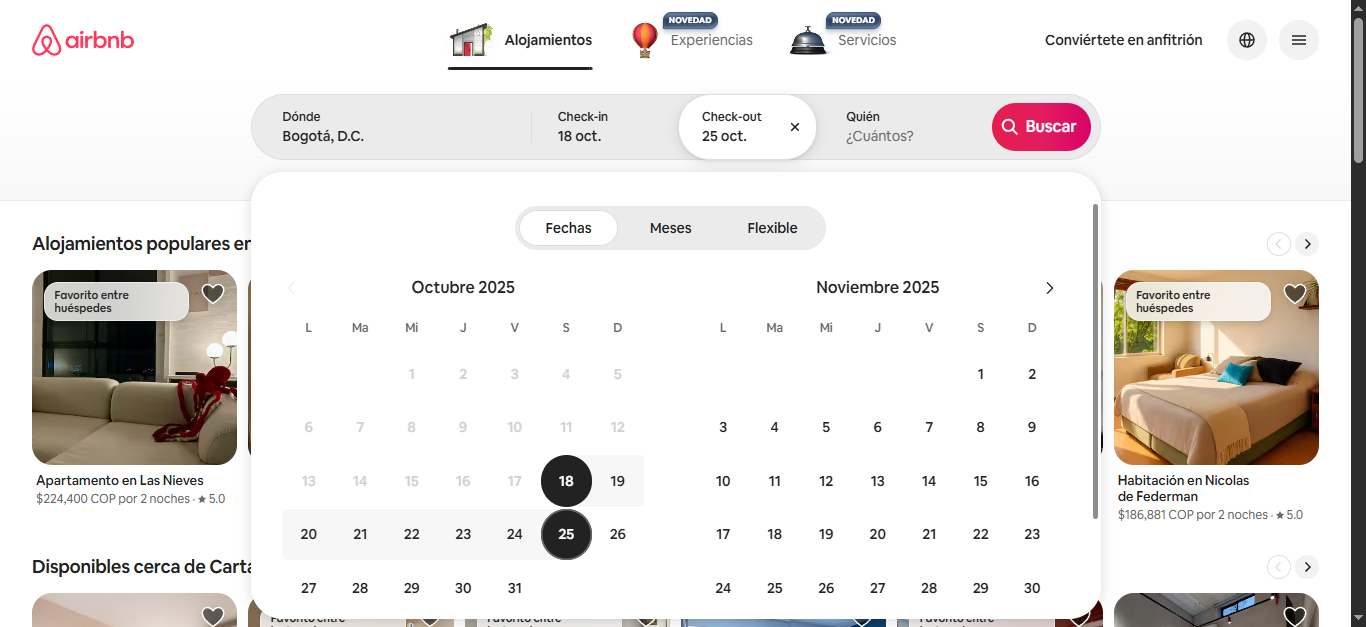 airbnb
Alojamientos
NOVEDAD
Experiencias
NOVEDAD
Servicios
Conviértete en anfitrión
Dónde
Bogotá, D.C.
Check-in
18 oct.
Check-out
25 oct.
Quién
¿Cuántos?
Buscar
Fechas
Meses
Flexible
Alojamientos populares en
Favorito entre
huéspedes
Apartamento en Las Nieves
$224,400 COP por 2 noches · ★ 5.0
Octubre 2025
L Ma Mi J V S D
1 2 3 4 5
6 7 8 9 10 11 12
13 14 15 16 17 18 19
20 21 22 23 24 25 26
27 28 29 30 31
Noviembre 2025
L Ma Mi J V S D
1 2
3 4 5 6 7 8 9
10 11 12 13 14 15 16
17 18 19 20 21 22 23
24 25 26 27 28 29 30
Favorito entre
huéspedes
Habitación en Nicolas
de Federman
$186,881 COP por 2 noches · ★ 5.0
Disponibles cerca de Carta
Favorito entre
Favorito entre
Favorito entre